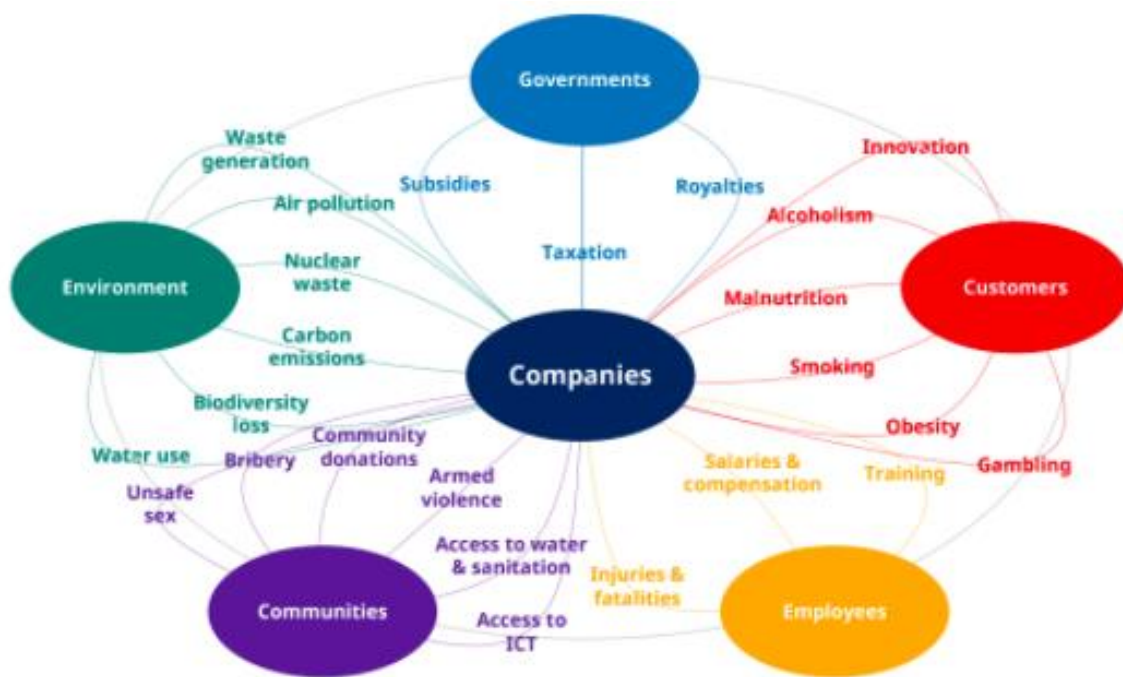 Governments
Waste
generation
Innovation
Subsidies
Royalties
Air pollution
Alcoholism
Taxation
Nuclear
waste
Environment
Customers
Malnutrition
Carbon
emissions
Companies
Smoking
Biodiversity
loss
Community
donations
Obesity
Water use
Bribery
Armed
violence
Salaries &
compensation
Training
Gambling
Unsafe
sex
Access to water
& sanitation
Injuries &
fatalities
Communities
Access to
ICT
Employees